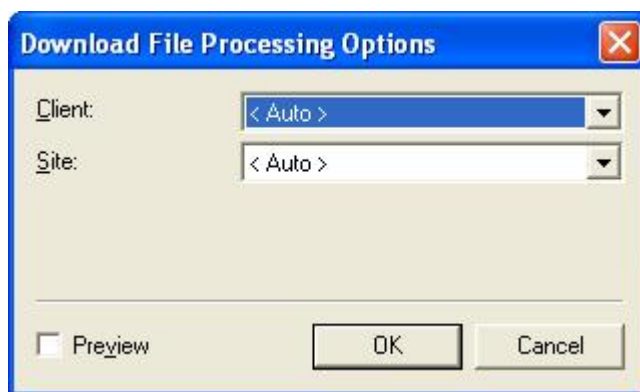 Download File Processing Options
Client: < Auto >
Site: < Auto >
Preview OK Cancel